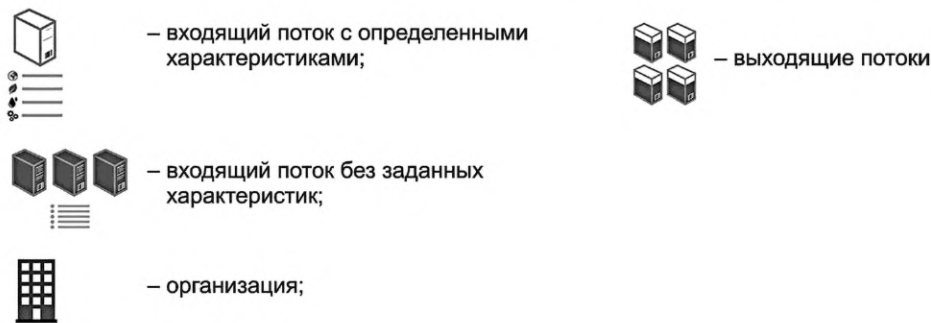 – входящий поток с определенными
характеристиками;
– выходящие потоки
– входящий поток без заданных
характеристик;
– организация;